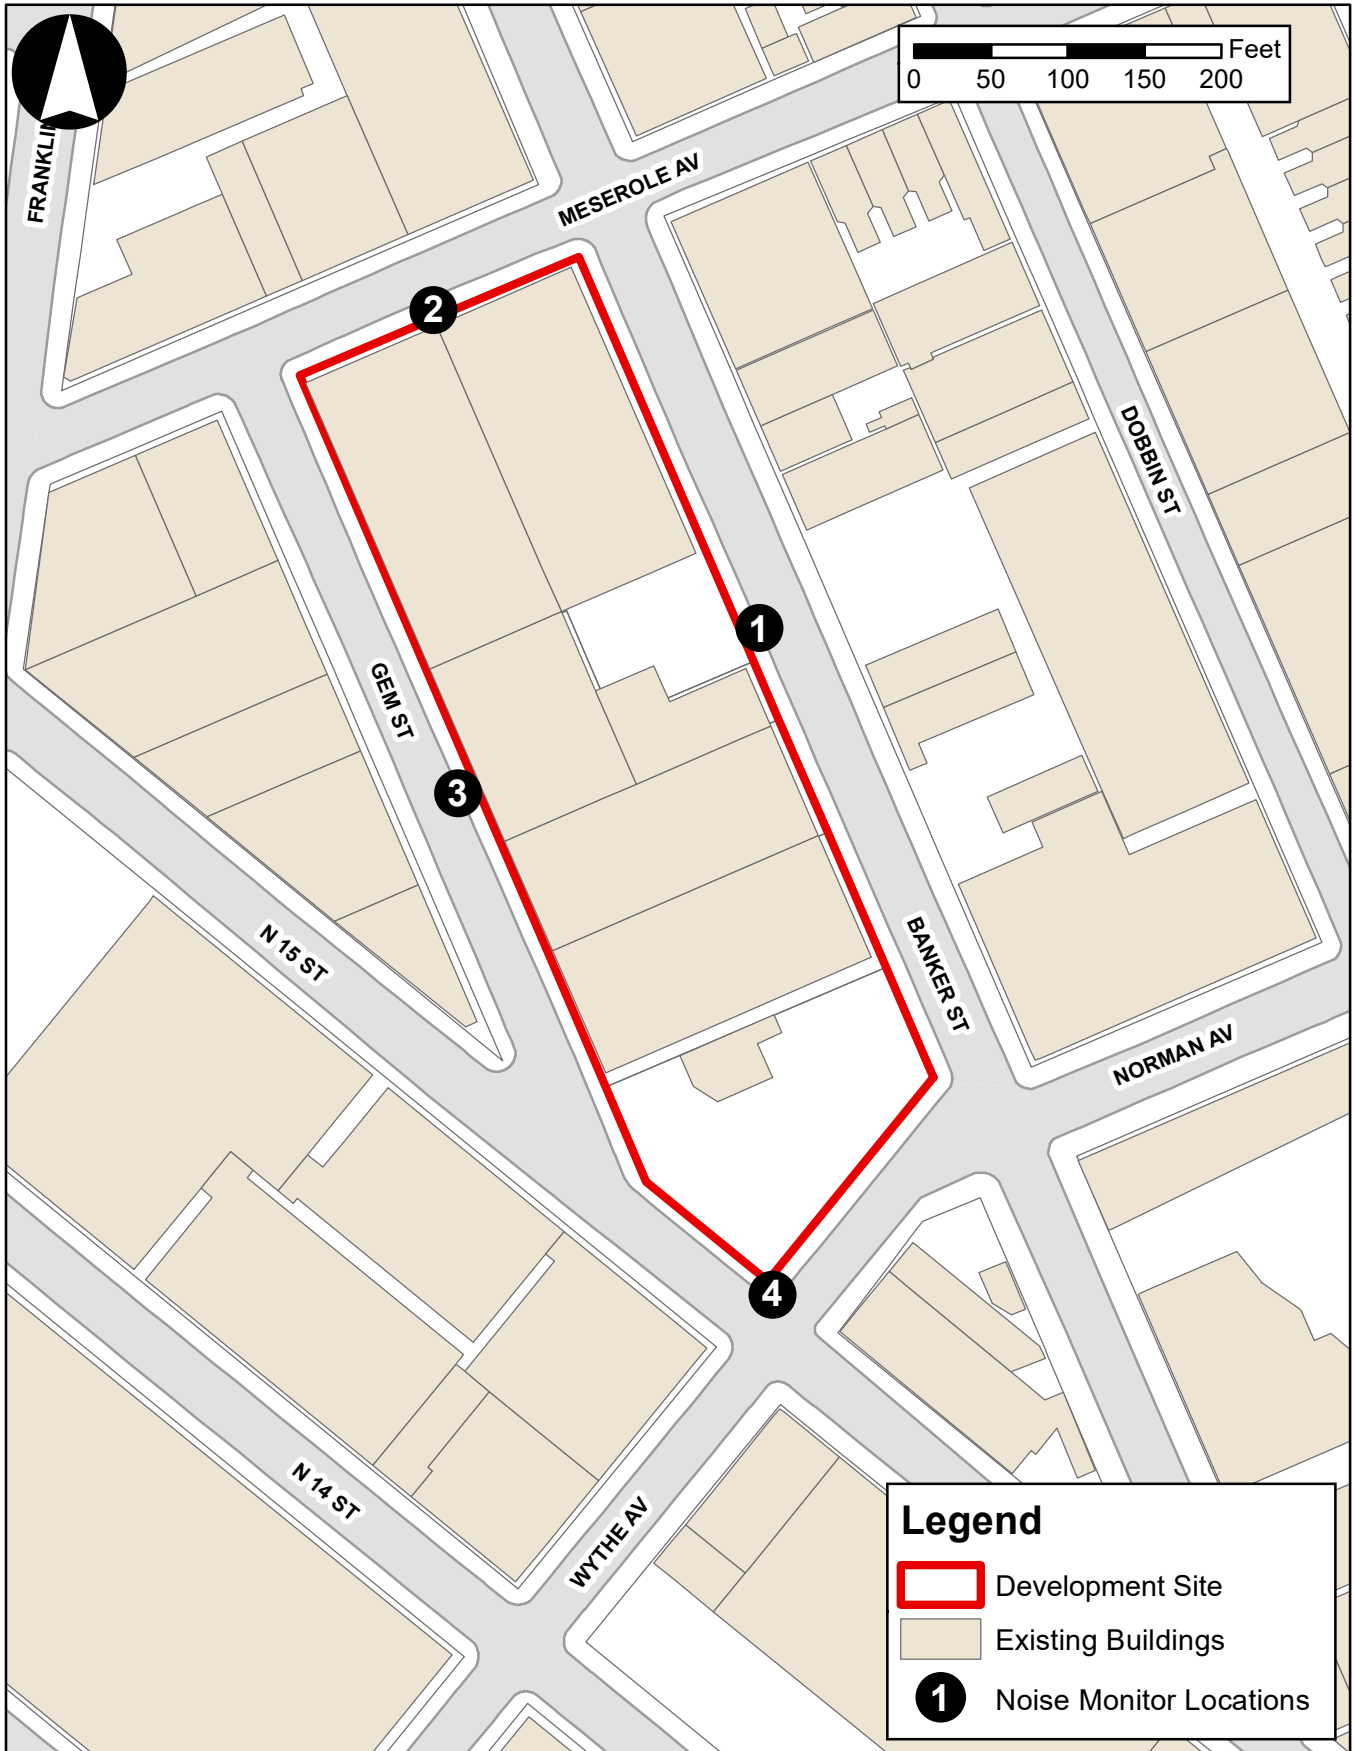 Feet
0 50 100 150 200
MESEROLE AV
2
DOBBIN ST
1
GEM ST
3
BANKER ST
N 15 ST
NORMAN AV
4
N 14 ST
WYTHE AV
Legend
Development Site
Existing Buildings
1 Noise Monitor Locations